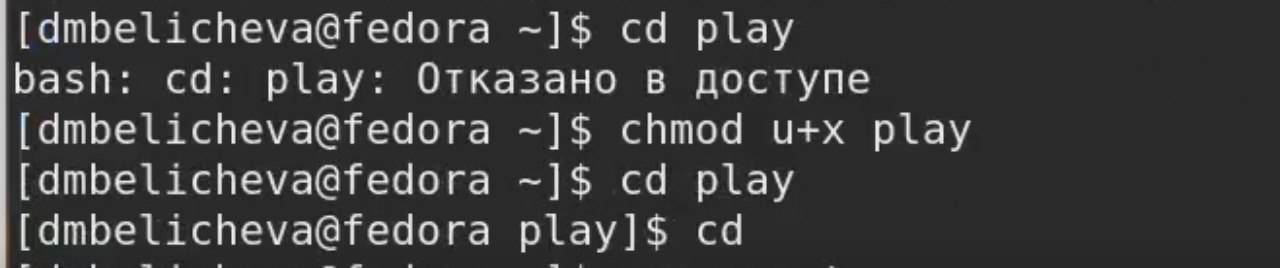 [dmbelicheva@fedora ~]$ cd play
bash: cd: play: Отказано в доступе
[dmbelicheva@fedora ~]$ chmod u+x play
[dmbelicheva@fedora ~]$ cd play
[dmbelicheva@fedora play]$ cd